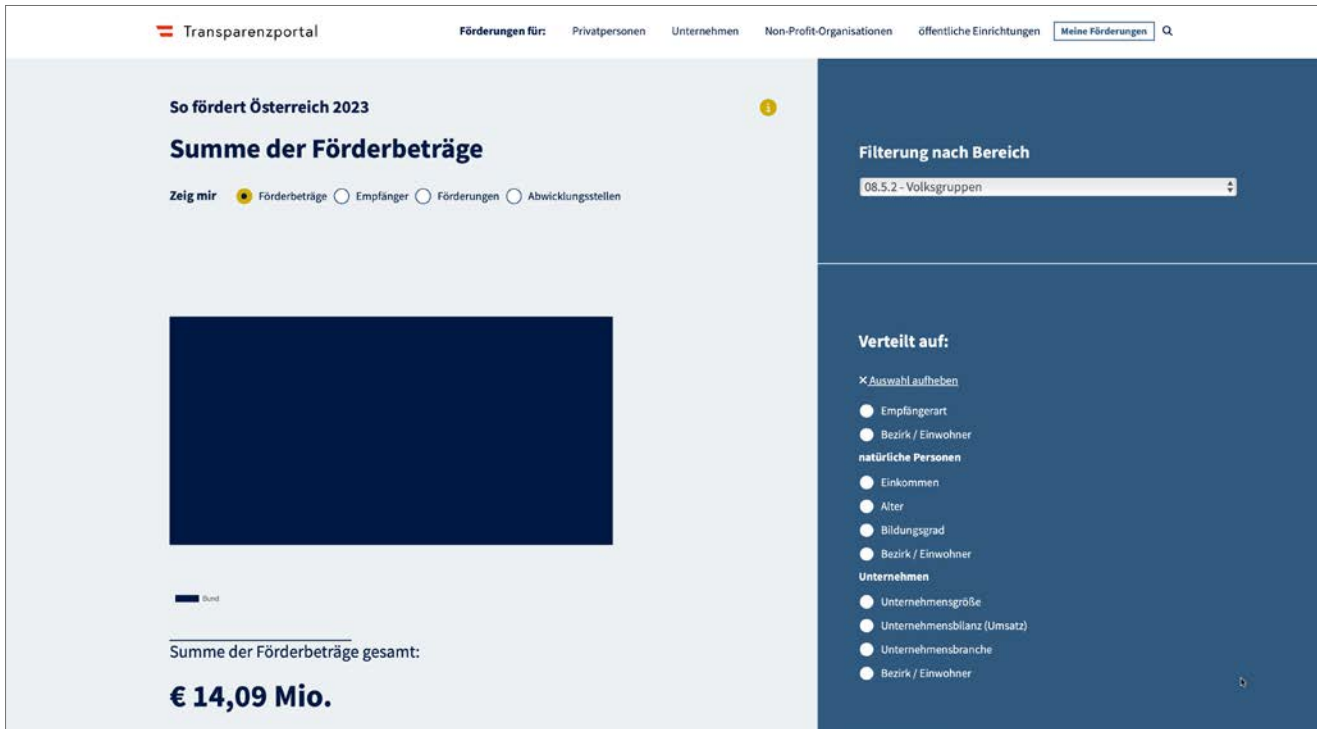 Transparenzportal
Förderungen für: Privatpersonen Unternehmen Non-Profit-Organisationen öffentliche Einrichtungen Meine Förderungen
So fördert Österreich 2023
i
Summe der Förderbeträge
Zeig mir Förderbeträge Empfänger Förderungen Abwicklungsstellen
Bund
Summe der Förderbeträge gesamt:
€ 14,09 Mio.
Filterung nach Bereich
08.5.2 - Volksgruppen
Verteilt auf:
× Auswahl aufheben
Empfängerart
Bezirk / Einwohner
natürliche Personen
Einkommen
Alter
Bildungsgrad
Bezirk / Einwohner
Unternehmen
Unternehmensgröße
Unternehmensbilanz (Umsatz)
Unternehmensbranche
Bezirk / Einwohner